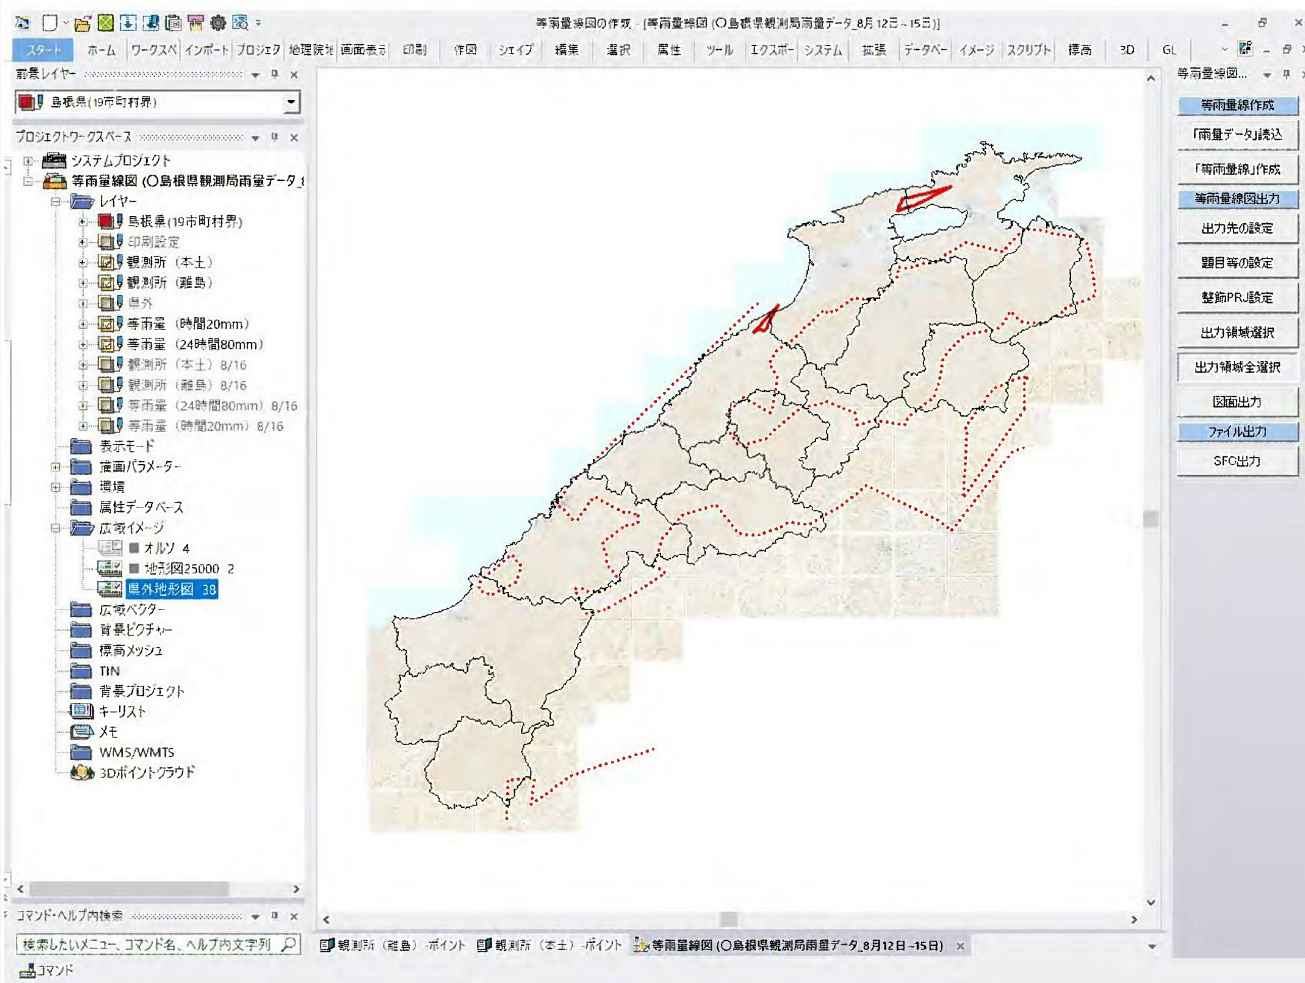 等雨量線図の作成 - [等雨量線図 (〇島根県観測局雨量データ_8月12日~15日)]
スタート ホーム ワークスペ インポート プロジェク 地理院地 画面表示 印刷 作図 シェイプ 編集 選択 属性 ツール エクスポー システム 拡張 データベー イメージ スクリプト 標高 3D GL
前景レイヤー
島根県(19市町村界)
プロジェクトワークスペース
システムプロジェクト
等雨量線図 (〇島根県観測局雨量データ_8
レイヤー
島根県(19市町村界)
印刷設定
観測所 (本土)
観測所 (離島)
県外
等雨量 (時間20mm)
等雨量 (24時間80mm)
観測所 (本土) 8/16
観測所 (離島) 8/16
等雨量 (24時間80mm) 8/16
等雨量 (時間20mm) 8/16
表示モード
描画パラメーター
環境
属性データベース
広域イメージ
オルソ 4
地形図25000 2
県外地形図 38
広域ベクター
背景ピクチャー
標高メッシュ
TIN
背景プロジェクト
キーリスト
メモ
WMS/WMTS
3Dポイントクラウド
コマンド・ヘルプ内検索
検索したいメニュー、コマンド名、ヘルプ内文字列
コマンド
観測所 (離島) -ポイント 観測所 (本土) -ポイント 等雨量線図 (〇島根県観測局雨量データ_8月12日~15日)
等雨量線図...
等雨量線作成
「雨量データ」読込
「等雨量線」作成
等雨量線図出力
出力先の設定
題目等の設定
整飾PRJ設定
出力領域選択
出力領域全選択
図面出力
ファイル出力
SFC出力